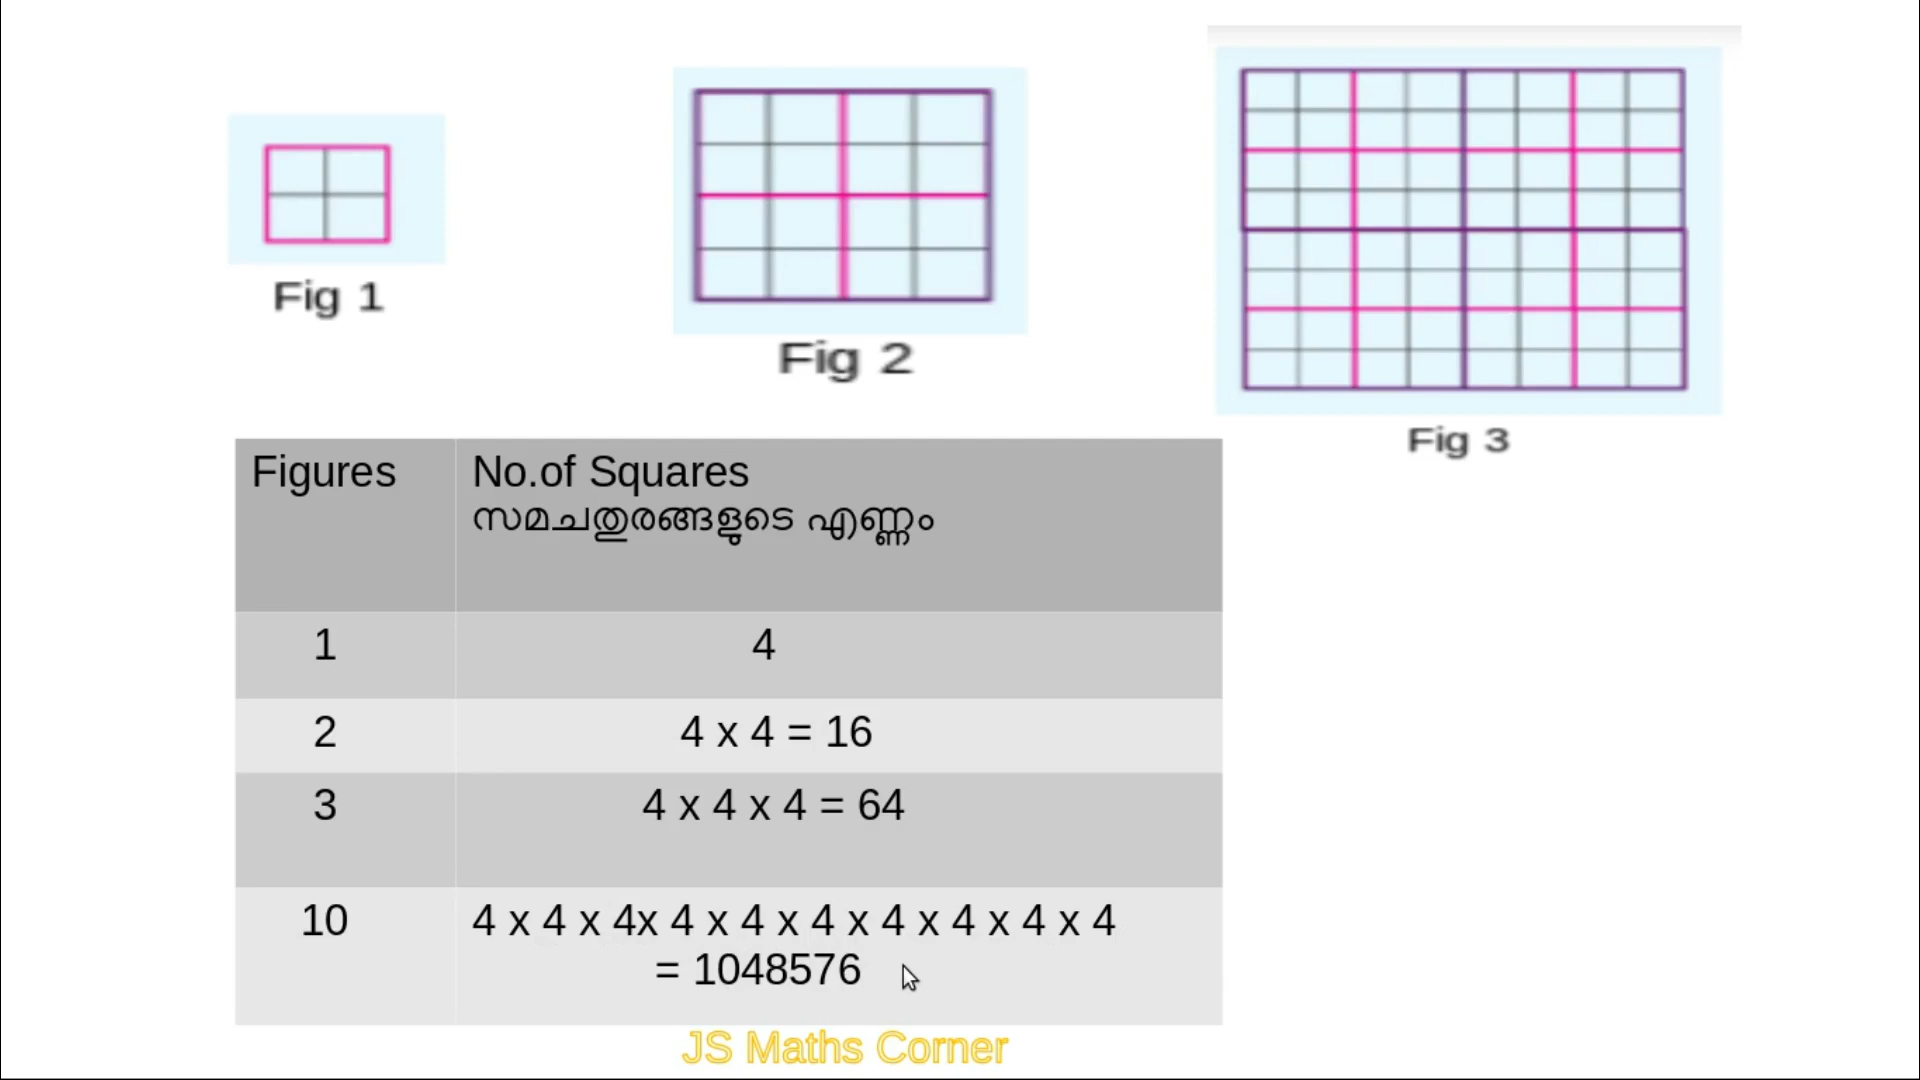 Fig 1
Fig 2
Fig 3
Figures
No.of Squares
സമചതുരങ്ങളുടെ എണ്ണം
1
4
2
4 x 4 = 16
3
4 x 4 x 4 = 64
10
4 x 4 x 4x 4 x 4 x 4 x 4 x 4 x 4 x 4
= 1048576
JS Maths Corner